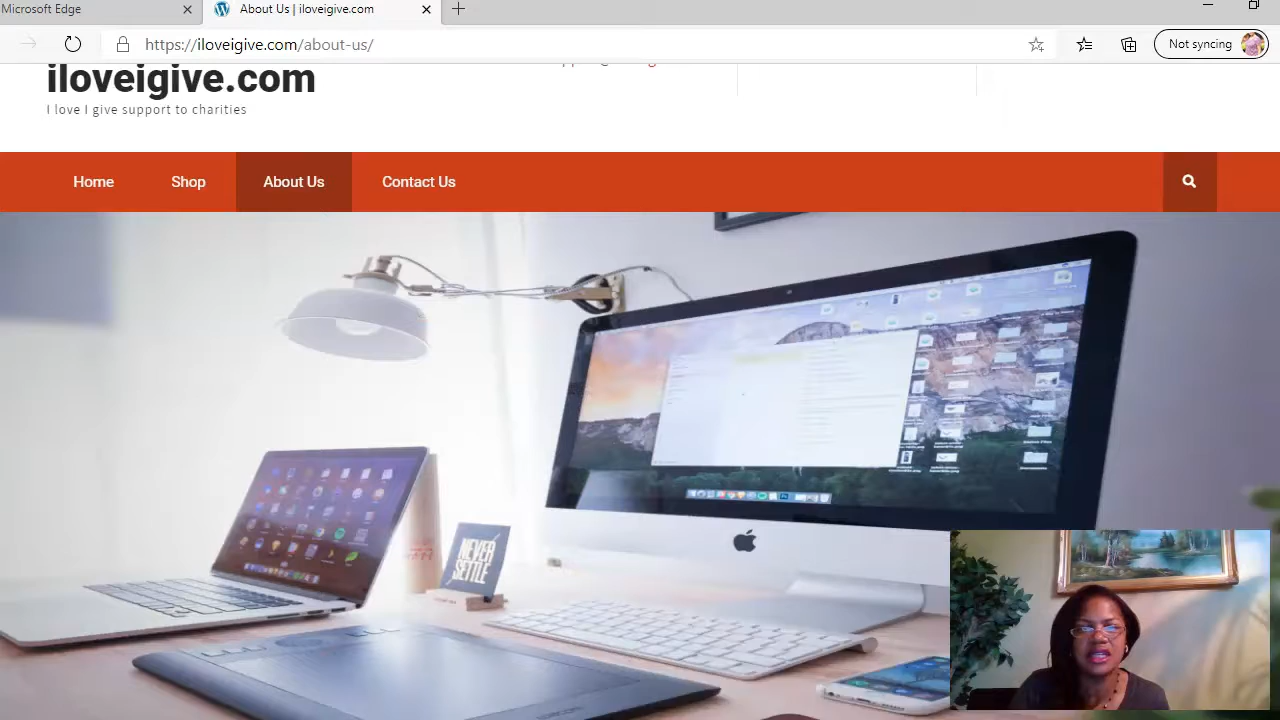 Microsoft Edge
About Us | iloveigive.com
https://iloveigive.com/about-us/
Not syncing
iloveigive.com
I love I give support to charities
Home
Shop
About Us
Contact Us
NEVER
SETTLE